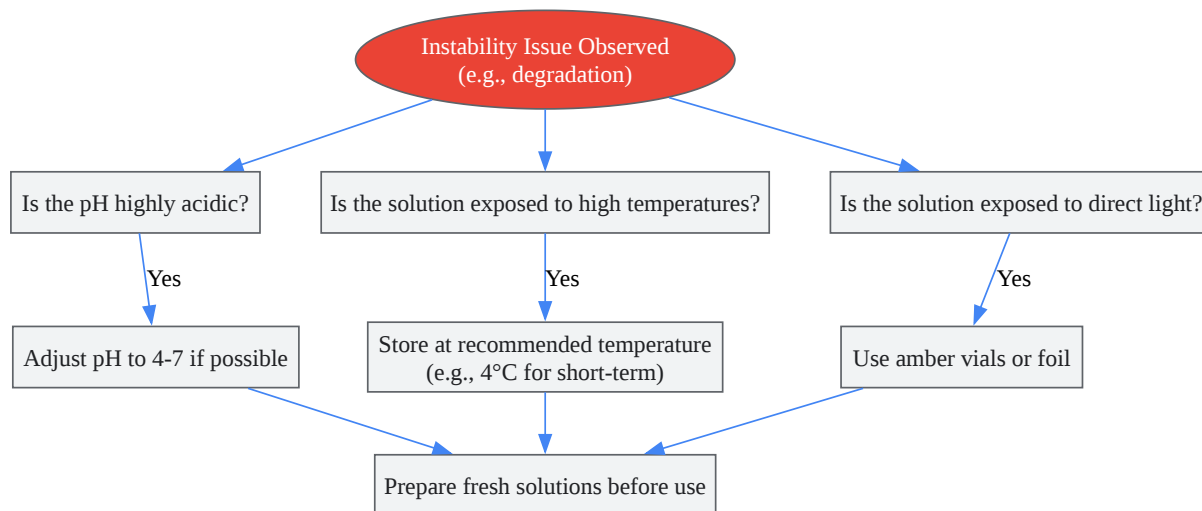 Instability Issue Observed
(e.g., degradation)
Is the pH highly acidic?
Is the solution exposed to high temperatures?
Is the solution exposed to direct light?
Yes
Yes
Yes
Adjust pH to 4-7 if possible
Store at recommended temperature
(e.g., 4°C for short-term)
Use amber vials or foil
Prepare fresh solutions before use